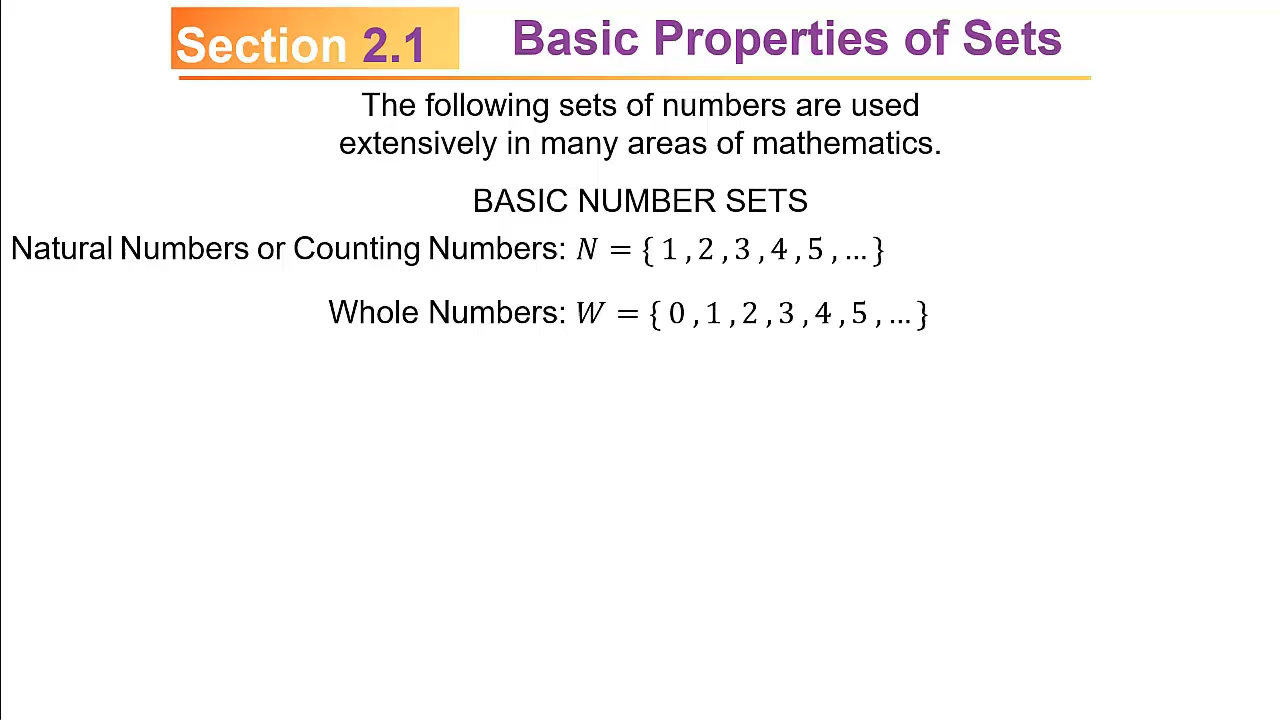 Section 2.1 Basic Properties of Sets
The following sets of numbers are used
extensively in many areas of mathematics.
BASIC NUMBER SETS
Natural Numbers or Counting Numbers: N = { 1 , 2 , 3 , 4 , 5 , … }
Whole Numbers: W = { 0 , 1 , 2 , 3 , 4 , 5 , … }